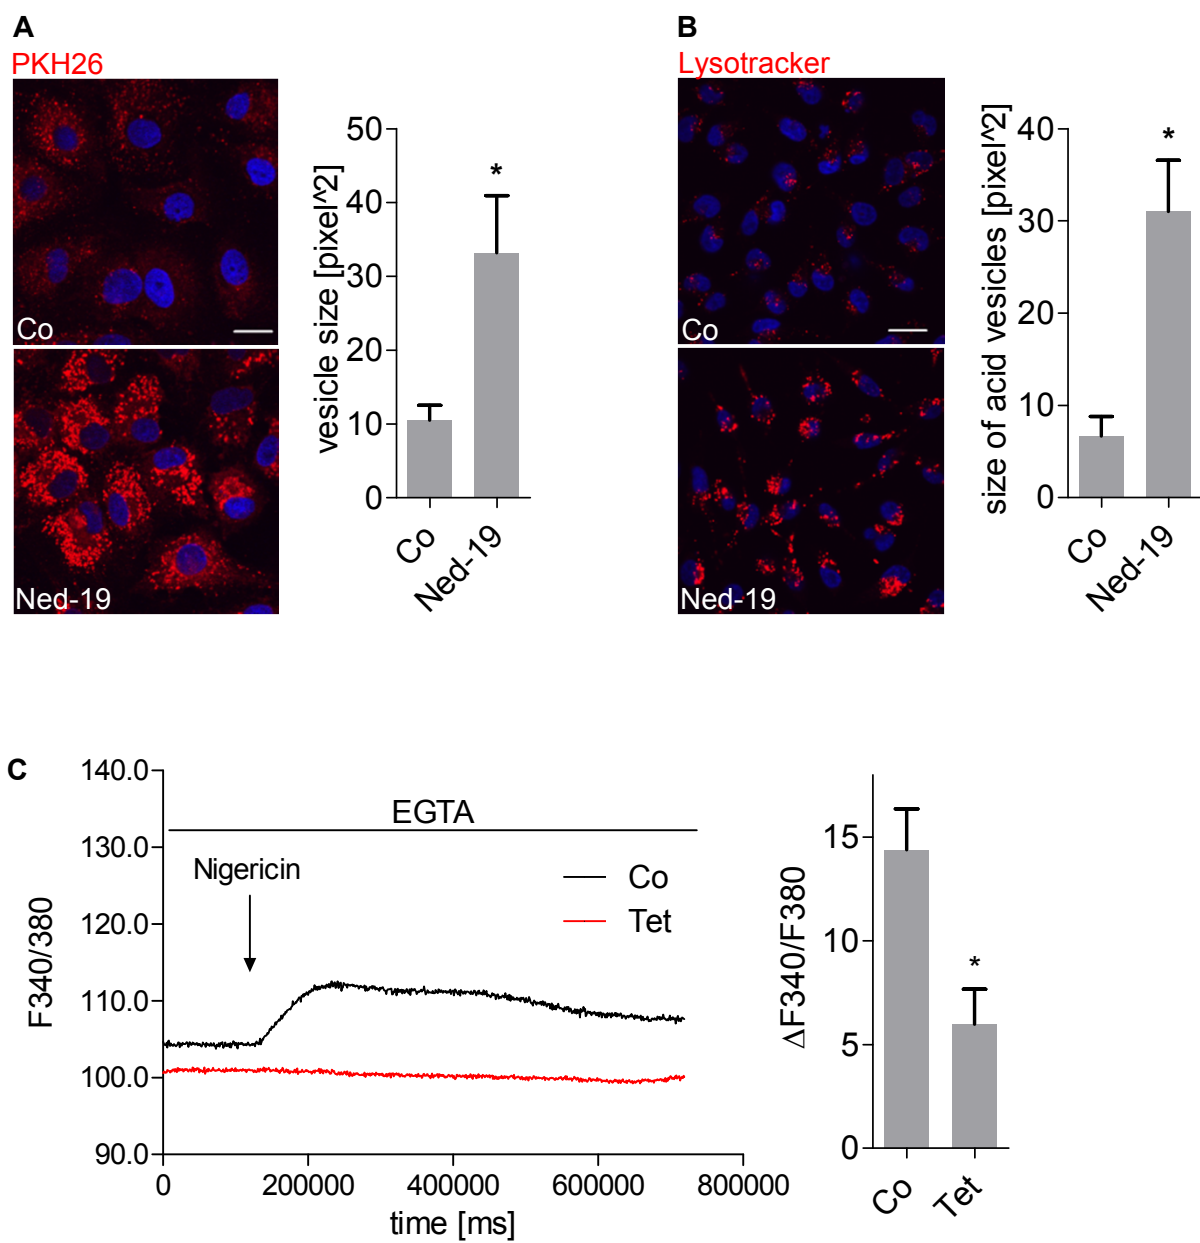 A
PKH26
Co
Ned-19
vesicle size [pixel^2]
50
40
30
20
10
0
*
Co
Ned-19
B
Lysotracker
Co
Ned-19
size of acid vesicles [pixel^2]
40
30
20
10
0
*
Co
Ned-19
C
F340/380
140.0
130.0
120.0
110.0
100.0
90.0
EGTA
Nigericin
Co
Tet
0 200000 400000 600000 800000
time [ms]
ΔF340/F380
15
10
5
0
*
Co
Tet